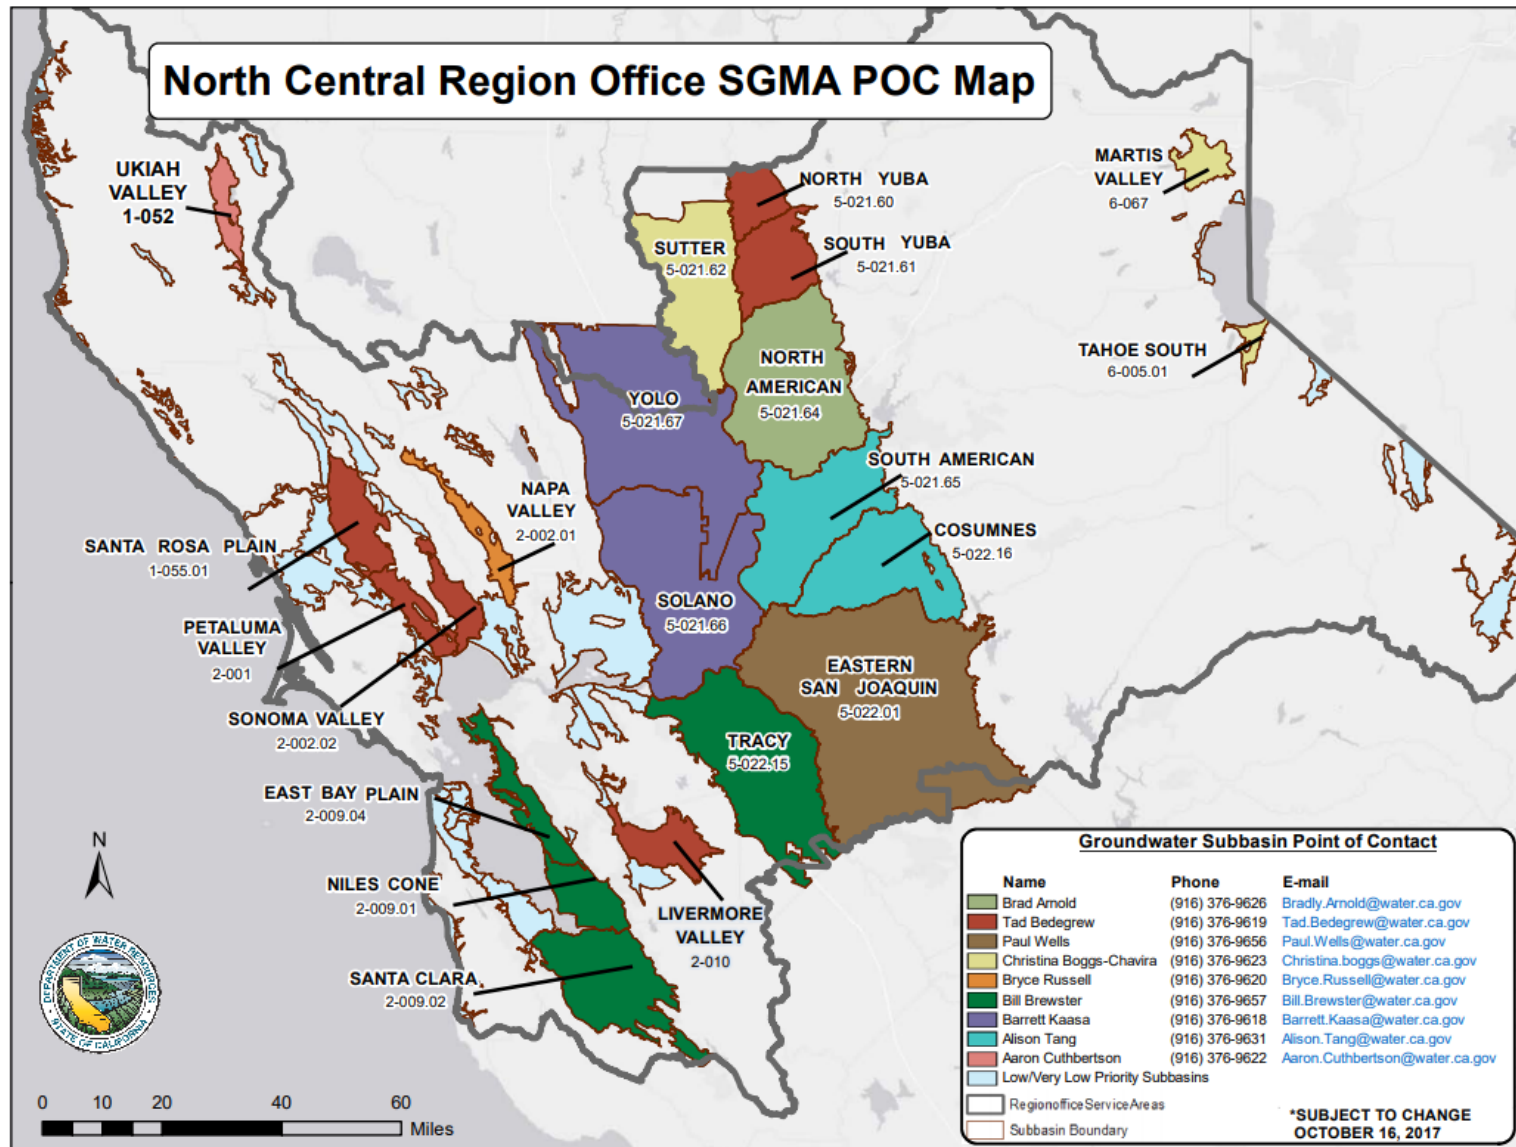 North Central Region Office SGMA POC Map
UKIAH
VALLEY
1-052
NORTH YUBA
5-021.60
MARTIS
VALLEY
6-067
SUTTER
5-021.62
SOUTH YUBA
5-021.61
NORTH
AMERICAN
5-021.64
TAHOE SOUTH
6-005.01
YOLO
5-021.67
SOUTH AMERICAN
5-021.65
NAPA
VALLEY
2-002.01
COSUMNES
5-022.16
SANTA ROSA PLAIN
1-055.01
SOLANO
5-021.66
PETALUMA
VALLEY
2-001
EASTERN
SAN JOAQUIN
5-022.01
SONOMA VALLEY
2-002.02
TRACY
5-022.15
EAST BAY PLAIN
2-009.04
NILES CONE
2-009.01
LIVERMORE
VALLEY
2-010
SANTA CLARA
2-009.02
N
DEPARTMENT OF WATER RESOURCES
STATE OF CALIFORNIA
0 10 20 40 60
Miles
Groundwater Subbasin Point of Contact
Name Phone E-mail
Brad Arnold (916) 376-9626 Bradly.Arnold@water.ca.gov
Tad Bedegrew (916) 376-9619 Tad.Bedegrew@water.ca.gov
Paul Wells (916) 376-9656 Paul.Wells@water.ca.gov
Christina Boggs-Chavira (916) 376-9623 Christina.boggs@water.ca.gov
Bryce Russell (916) 376-9620 Bryce.Russell@water.ca.gov
Bill Brewster (916) 376-9657 Bill.Brewster@water.ca.gov
Barrett Kaasa (916) 376-9618 Barrett.Kaasa@water.ca.gov
Alison Tang (916) 376-9631 Alison.Tang@water.ca.gov
Aaron Cuthbertson (916) 376-9622 Aaron.Cuthbertson@water.ca.gov
Low/Very Low Priority Subbasins
RegionofficeServiceAreas
Subbasin Boundary
*SUBJECT TO CHANGE
OCTOBER 16, 2017